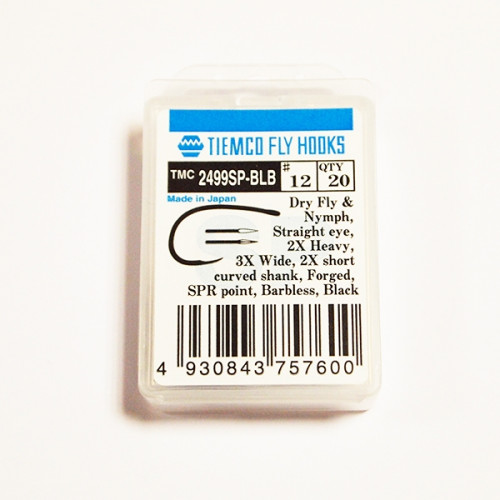 TIEMCO FLY HOOKS
TMC 2499SP-BLB # 12 QTY 20
Made in Japan
Dry Fly &
Nymph,
Straight eye,
2X Heavy,
3X Wide, 2X short
curved shank, Forged,
SPR point, Barbless, Black
4 930843 757600